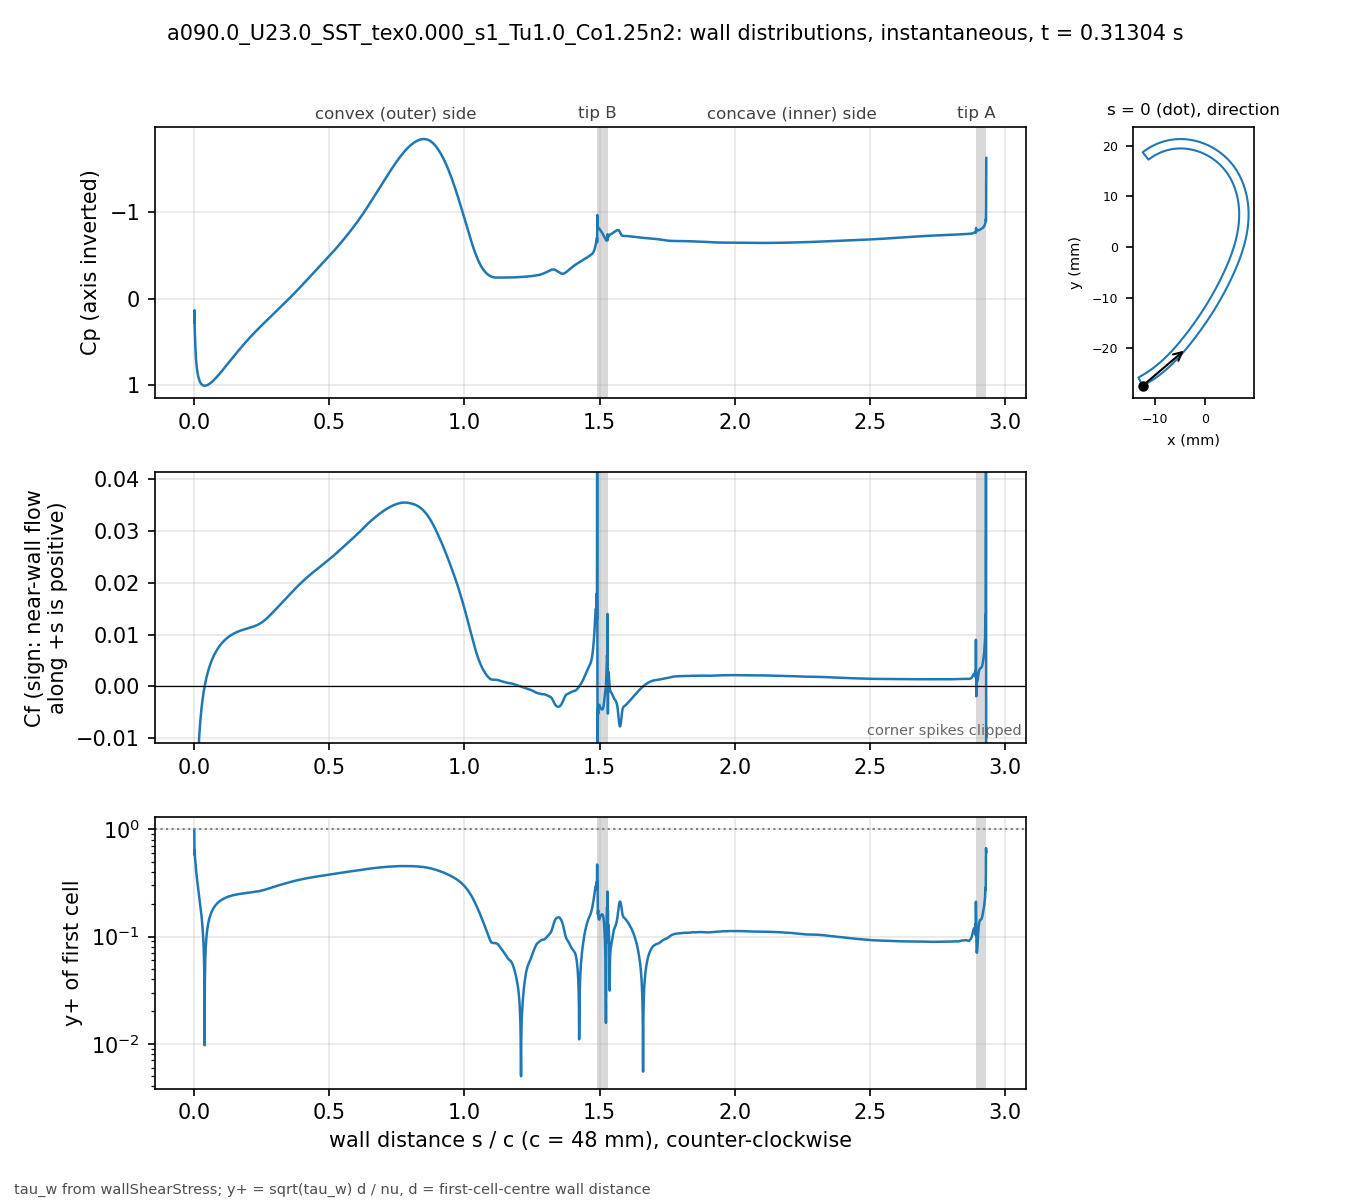 a090.0_U23.0_SST_tex0.000_s1_Tu1.0_Co1.25n2: wall distributions, instantaneous, t = 0.31304 s
convex (outer) side
tip B
concave (inner) side
tip A
Cp (axis inverted)
−1
0
1
0.0
0.5
1.0
1.5
2.0
2.5
3.0
s = 0 (dot), direction
y (mm)
20
10
0
−10
−20
−10
0
x (mm)
Cf (sign: near-wall flow
along +s is positive)
0.04
0.03
0.02
0.01
0.00
−0.01
corner spikes clipped
0.0
0.5
1.0
1.5
2.0
2.5
3.0
y+ of first cell
10⁰
10⁻¹
10⁻²
0.0
0.5
1.0
1.5
2.0
2.5
3.0
wall distance s / c (c = 48 mm), counter-clockwise
tau_w from wallShearStress; y+ = sqrt(tau_w) d / nu, d = first-cell-centre wall distance